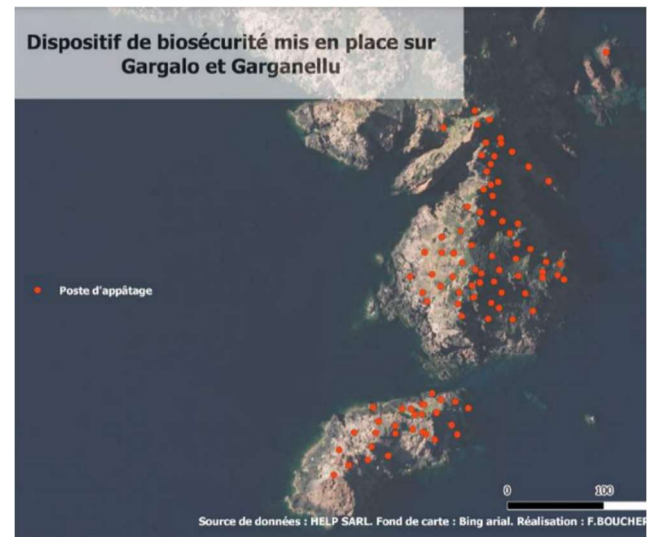 Dispositif de biosécurité mis en place sur
Gargalo et Garganellu
Poste d'appâtage
0 100
Source de données : HELP SARL. Fond de carte : Bing arial. Réalisation : F.BOUCHER